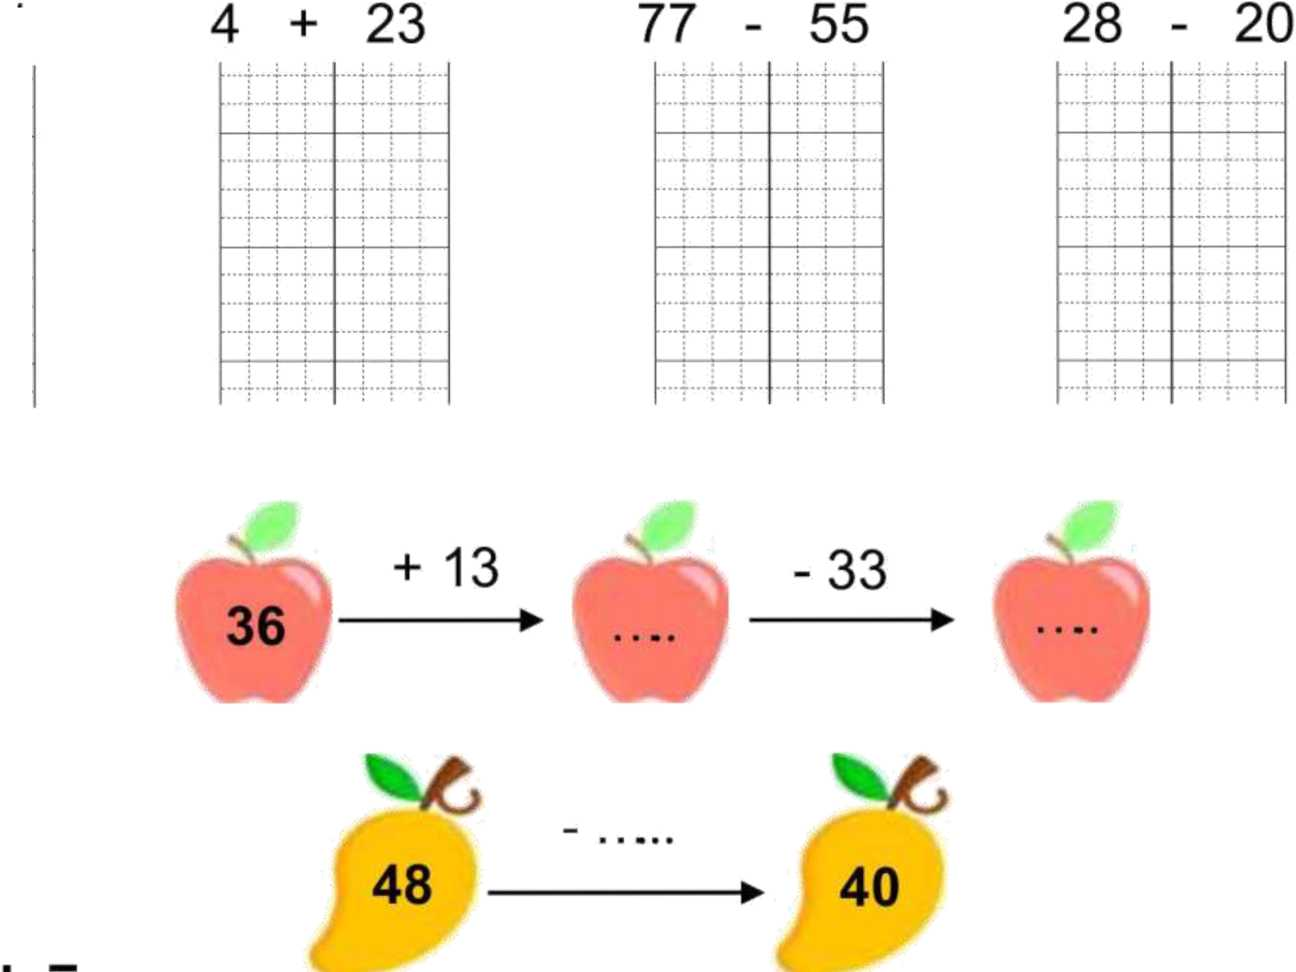 4 + 23 77 - 55 28 - 20
+ 13 - 33
36 ..... ....
- ......
48 40